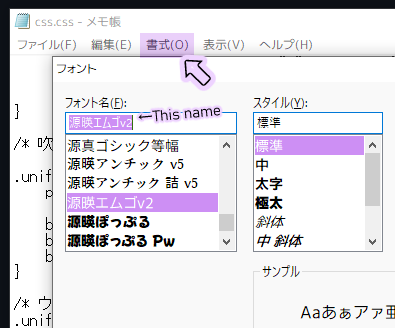 css.css - メモ帳
ファイル(F) 編集(E) 書式(O) 表示(V) ヘルプ(H)
フォント
フォント名(F): スタイル(Y):
源暎エムゴv2 ←This name 標準
源真ゴシック等幅
源暎アンチック v5
源暎アンチック 詰 v5
源暎エムゴv2
源暎ぽっぷる
源暎ぽっぷる Pw
標準
中
太字
極太
斜体
中 斜体
サンプル
Aaあぁアァ亜
}
/* 吹
.unif
p
b
b
b
}
/* ウ
.unif